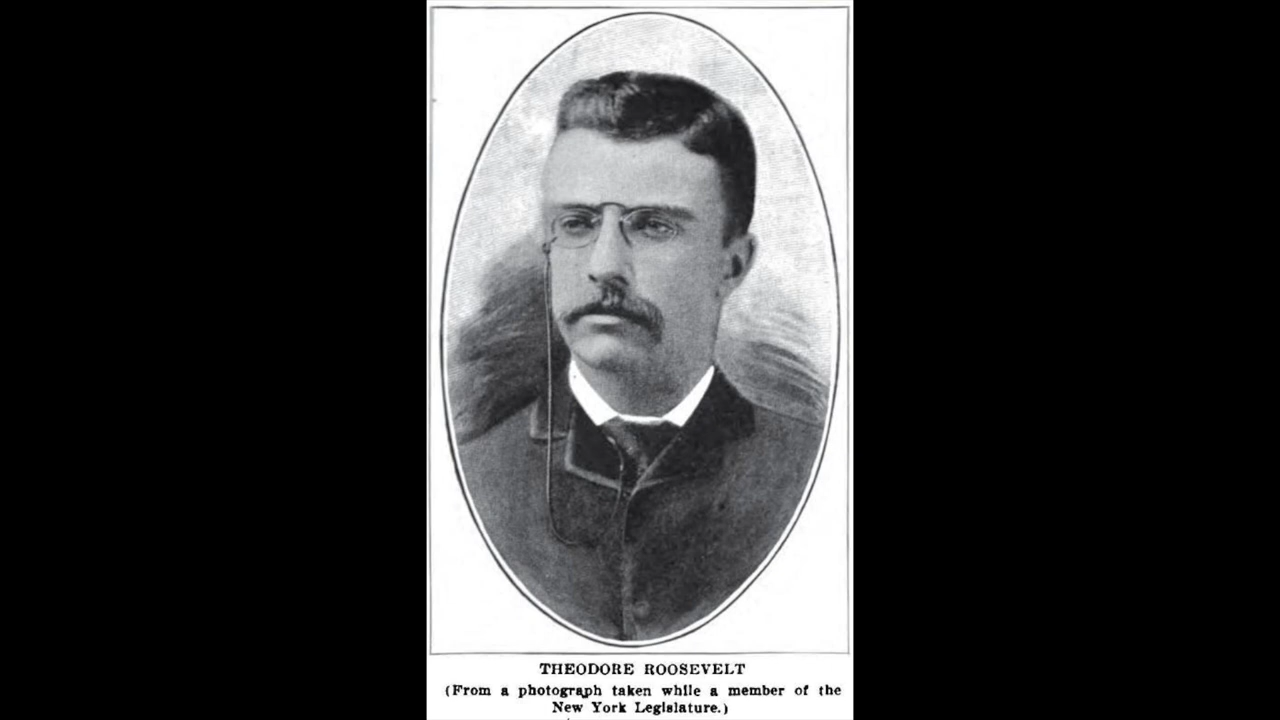 THEODORE ROOSEVELT
(From a photograph taken while a member of the
New York Legislature.)